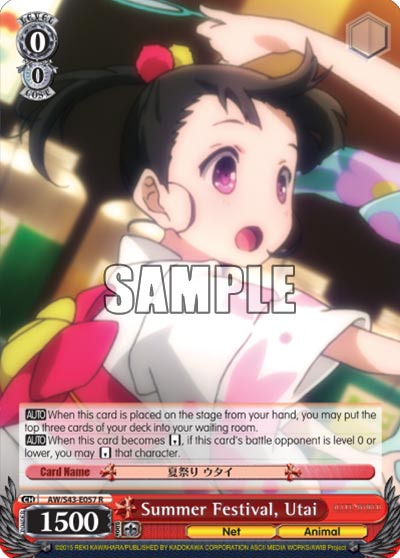 LEVEL
0
0
COST
SAMPLE
AUTO When this card is placed on the stage from your hand, you may put the
top three cards of your deck into your waiting room.
AUTO When this card becomes [ ], if this card's battle opponent is level 0 or
lower, you may [ ] that character.
Card Name 夏祭り ウタイ
CH AW/S43-E057 R
1500
POWER
Summer Festival, Utai
Net Animal
©2015 REKI KAWAHARA/PUBLISHED BY KADOKAWA CORPORATION ASCII MEDIA WORKS/AWIB Project